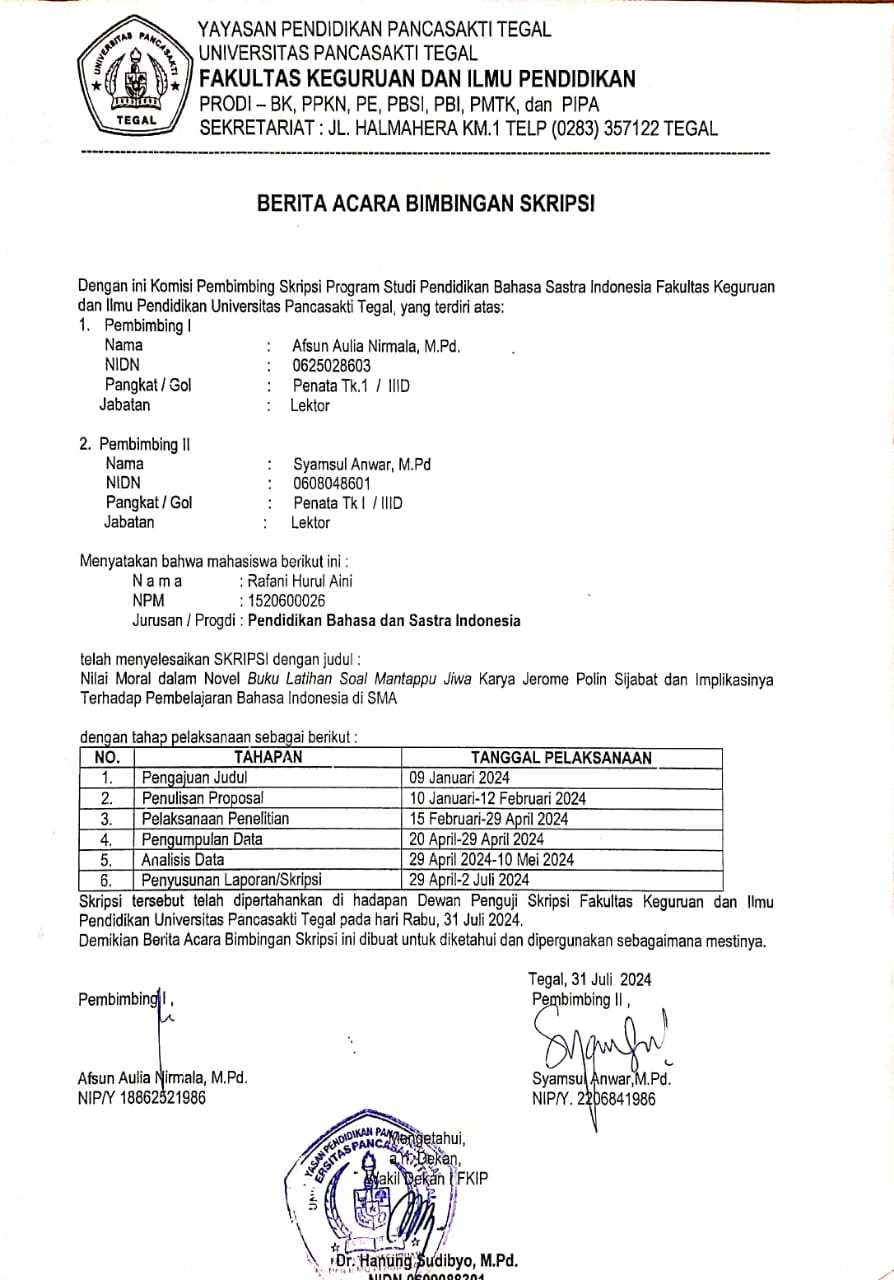 YAYASAN PENDIDIKAN PANCASAKTI TEGAL
UNIVERSITAS PANCASAKTI TEGAL
FAKULTAS KEGURUAN DAN ILMU PENDIDIKAN
PRODI – BK, PPKN, PE, PBSI, PBI, PMTK, dan PIPA
SEKRETARIAT : JL. HALMAHERA KM.1 TELP (0283) 357122 TEGAL
UNIVERSITAS PANCASAKTI
TEGAL
BERITA ACARA BIMBINGAN SKRIPSI
Dengan ini Komisi Pembimbing Skripsi Program Studi Pendidikan Bahasa Sastra Indonesia Fakultas Keguruan
dan Ilmu Pendidikan Universitas Pancasakti Tegal, yang terdiri atas:
1. Pembimbing I
Nama : Afsun Aulia Nirmala, M.Pd.
NIDN : 0625028603
Pangkat / Gol : Penata Tk.1 / IIID
Jabatan : Lektor
2. Pembimbing II
Nama : Syamsul Anwar, M.Pd
NIDN : 0608048601
Pangkat / Gol : Penata Tk I / IIID
Jabatan : Lektor
Menyatakan bahwa mahasiswa berikut ini :
N a m a : Rafani Hurul Aini
NPM : 1520600026
Jurusan / Progdi : Pendidikan Bahasa dan Sastra Indonesia
telah menyelesaikan SKRIPSI dengan judul :
Nilai Moral dalam Novel Buku Latihan Soal Mantappu Jiwa Karya Jerome Polin Sijabat dan Implikasinya
Terhadap Pembelajaran Bahasa Indonesia di SMA
dengan tahap pelaksanaan sebagai berikut :
NO. TAHAPAN TANGGAL PELAKSANAAN
1. Pengajuan Judul 09 Januari 2024
2. Penulisan Proposal 10 Januari-12 Februari 2024
3. Pelaksanaan Penelitian 15 Februari-29 April 2024
4. Pengumpulan Data 20 April-29 April 2024
5. Analisis Data 29 April 2024-10 Mei 2024
6. Penyusunan Laporan/Skripsi 29 April-2 Juli 2024
Skripsi tersebut telah dipertahankan di hadapan Dewan Penguji Skripsi Fakultas Keguruan dan Ilmu
Pendidikan Universitas Pancasakti Tegal pada hari Rabu, 31 Juli 2024.
Demikian Berita Acara Bimbingan Skripsi ini dibuat untuk diketahui dan dipergunakan sebagaimana mestinya.
Tegal, 31 Juli 2024
Pembimbing I , Pembimbing II ,
Afsun Aulia Nirmala, M.Pd. Syamsul Anwar,M.Pd.
NIP/Y 18862521986 NIP/Y. 2206841986
Mengetahui,
a.n. Dekan,
Wakil Dekan I FKIP
Dr. Hanung Sudibyo, M.Pd.